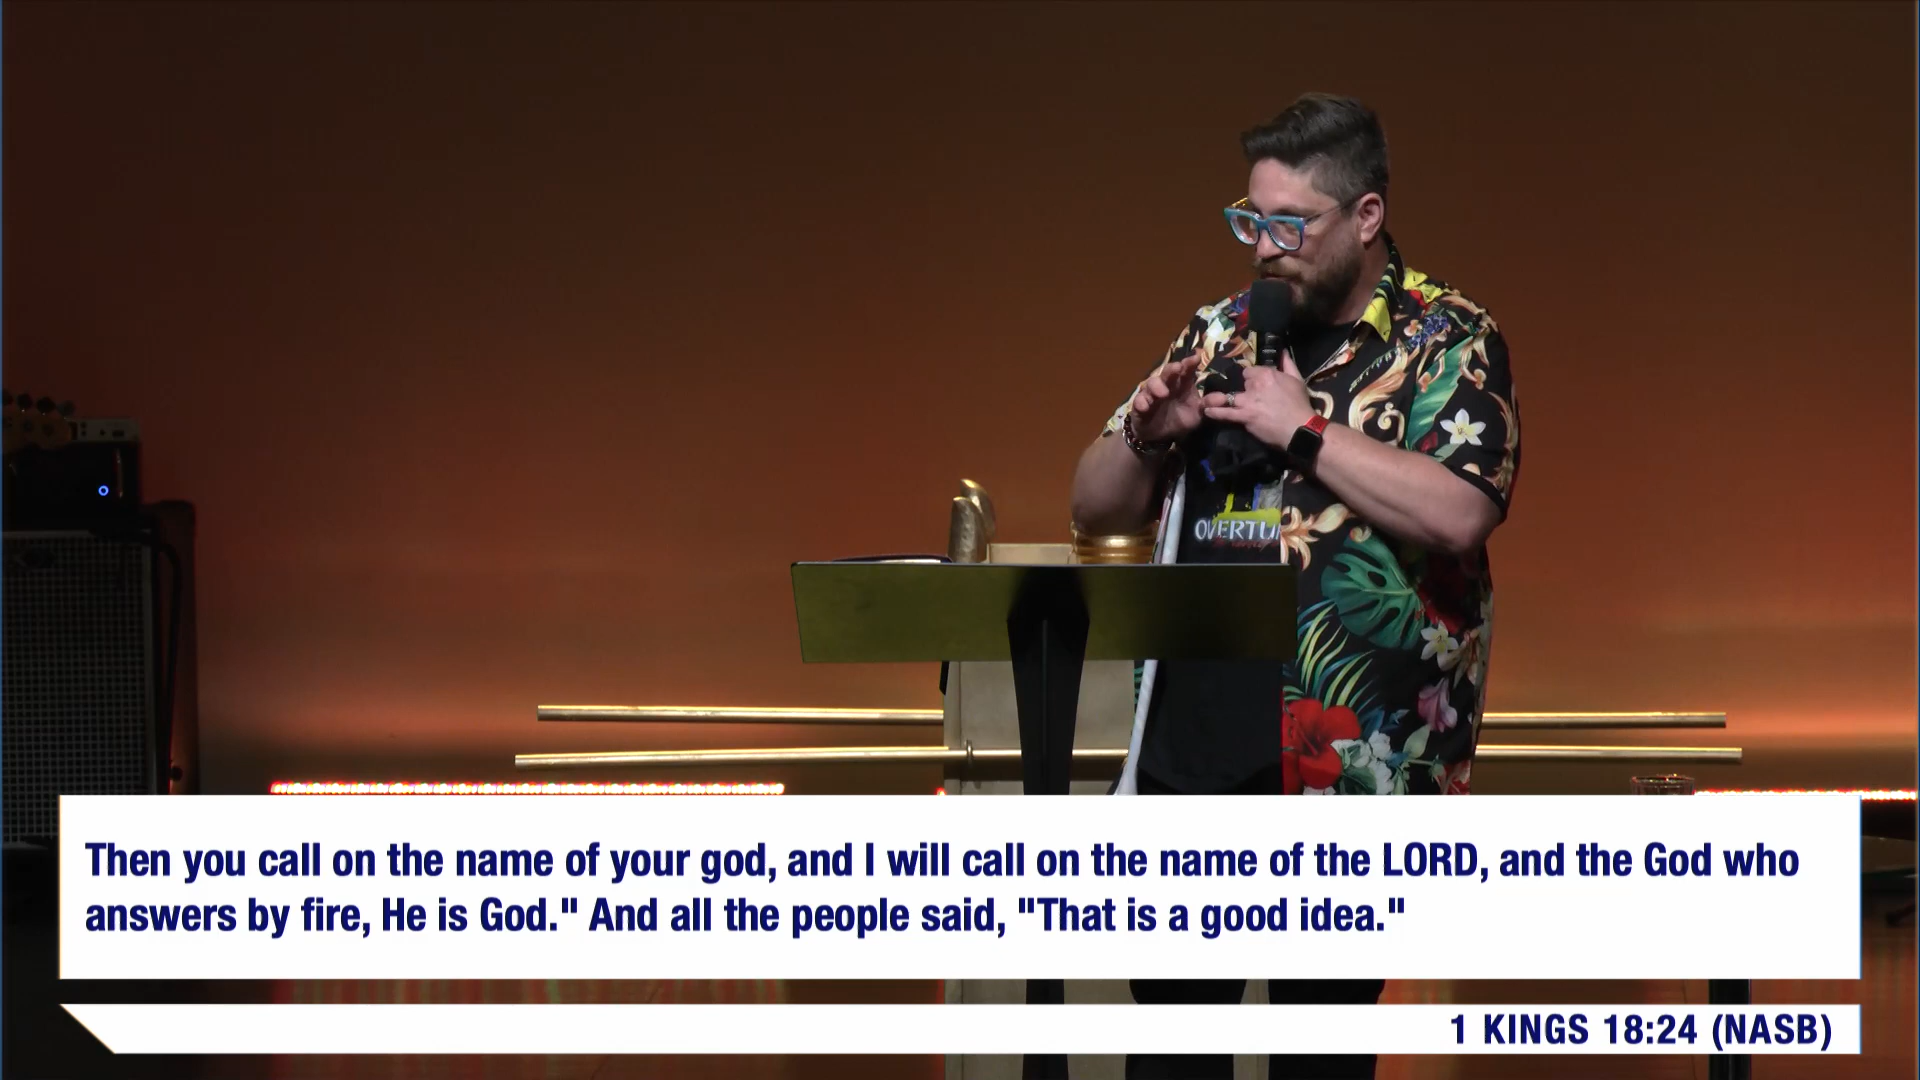 OVERTU
Then you call on the name of your god, and I will call on the name of the LORD, and the God who
answers by fire, He is God." And all the people said, "That is a good idea."
1 KINGS 18:24 (NASB)